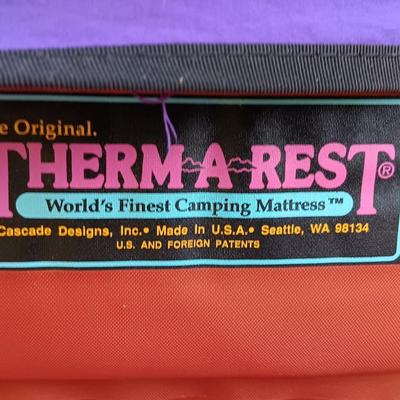 e Original.
THERM-A-REST®
World's Finest Camping Mattress™
Cascade Designs, Inc.• Made In U.S.A.• Seattle, WA 98134
U.S. AND FOREIGN PATENTS